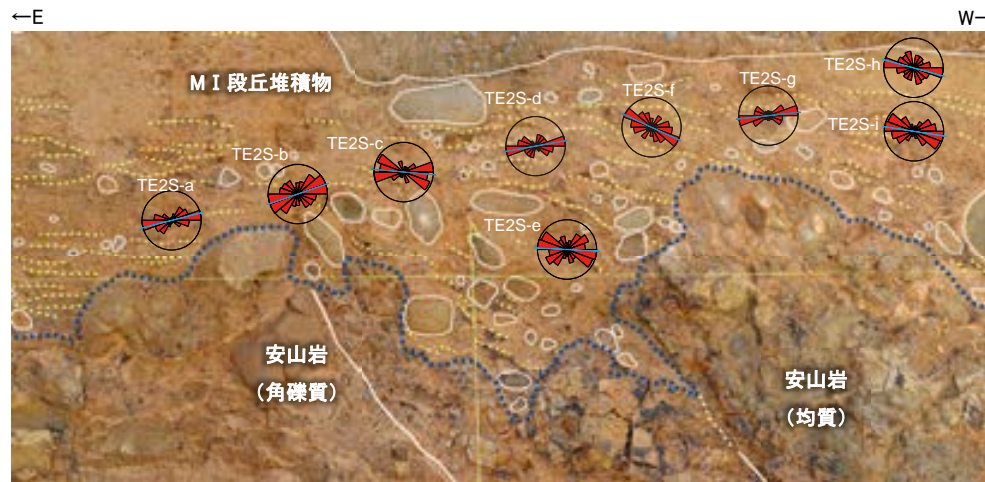 ←E
W–
MⅠ段丘堆積物
TE2S-a
TE2S-b
TE2S-c
TE2S-d
TE2S-e
TE2S-f
TE2S-g
TE2S-h
TE2S-i
安山岩
（角礫質）
安山岩
（均質）